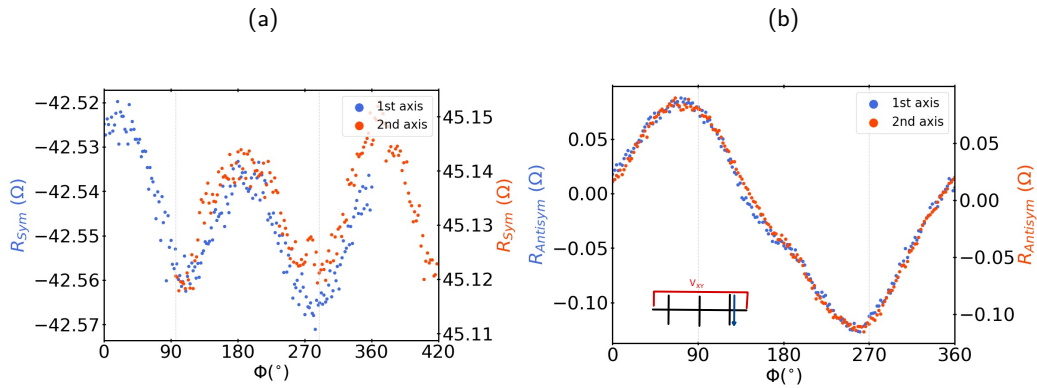 (a)
(b)
−42.52
−42.53
−42.54
−42.55
−42.56
−42.57
R_Sym (Ω)
1st axis
2nd axis
45.15
45.14
45.13
45.12
45.11
R_Sym (Ω)
0 90 180 270 360 420
Φ(°)
0.05
0.00
−0.05
−0.10
R_Antisym (Ω)
1st axis
2nd axis
V_xy
0.05
0.00
−0.05
−0.10
R_Antisym (Ω)
0 90 180 270 360
Φ(°)